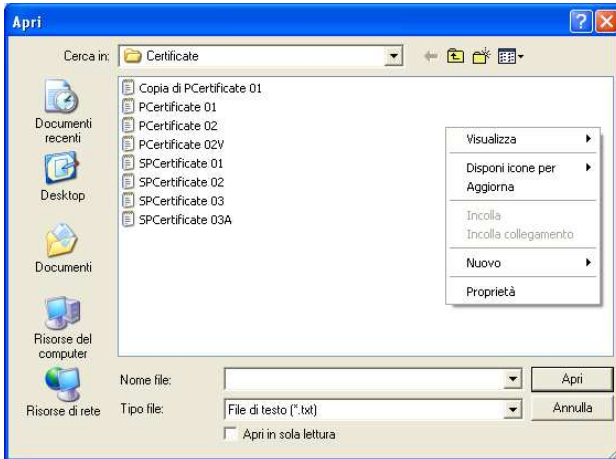 Apri
Cerca in:
Certificate
Documenti
recenti
Desktop
Documenti
Risorse del
computer
Risorse di rete
Copia di PCertificate 01
PCertificate 01
PCertificate 02
PCertificate 02V
SPCertificate 01
SPCertificate 02
SPCertificate 03
SPCertificate 03A
Visualizza
Disponi icone per
Aggiorna
Incolla
Incolla collegamento
Nuovo
Proprietà
Nome file:
Apri
Tipo file:
File di testo (*.txt)
Annulla
Apri in sola lettura